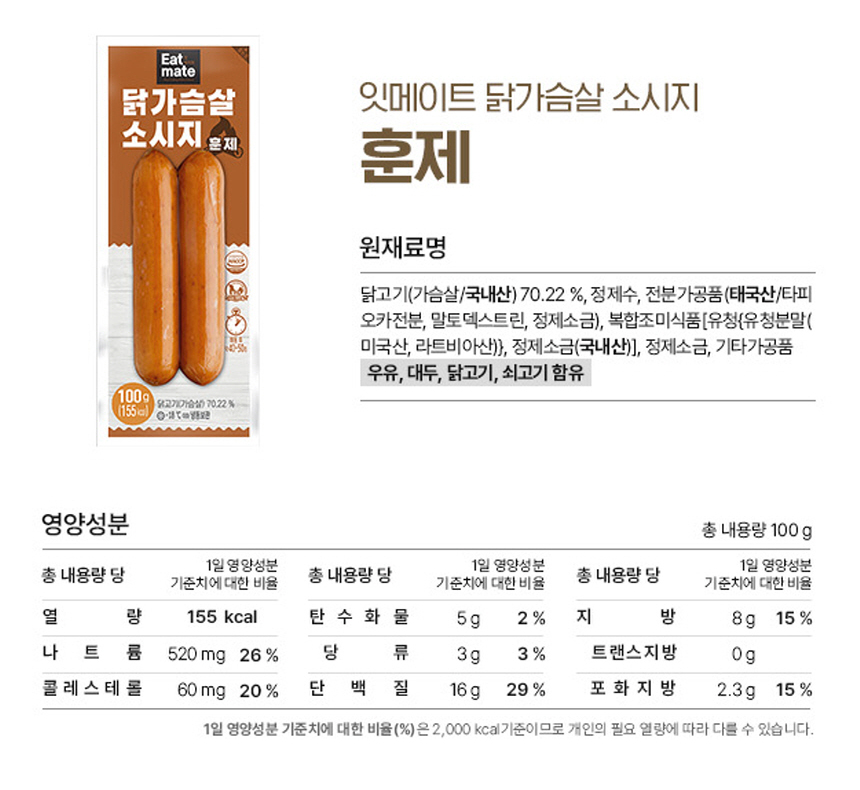 Eat
mate
닭가슴살
소시지
훈제
100g
(155 kcal)
닭고기(가슴살) 70.22 %
-18℃ 이하 냉동보관
잇메이트 닭가슴살 소시지
훈제
원재료명
닭고기(가슴살/국내산) 70.22 %, 정제수, 전분가공품(태국산/타피
오카전분, 말토덱스트린, 정제소금), 복합조미식품[유청{유청분말(
미국산, 라트비아산)}, 정제소금(국내산)], 정제소금, 기타가공품
우유, 대두, 닭고기, 쇠고기 함유
영양성분
총 내용량 100 g
총 내용량 당 1일 영양성분 기준치에 대한 비율 총 내용량 당 1일 영양성분 기준치에 대한 비율 총 내용량 당 1일 영양성분 기준치에 대한 비율
열량 155 kcal 탄수화물 5 g 2 % 지방 8 g 15 %
나트륨 520 mg 26 % 당류 3 g 3 % 트랜스지방 0 g
콜레스테롤 60 mg 20 % 단백질 16 g 29 % 포화지방 2.3 g 15 %
1일 영양성분 기준치에 대한 비율(%)은 2,000 kcal기준이므로 개인의 필요 열량에 따라 다를 수 있습니다.